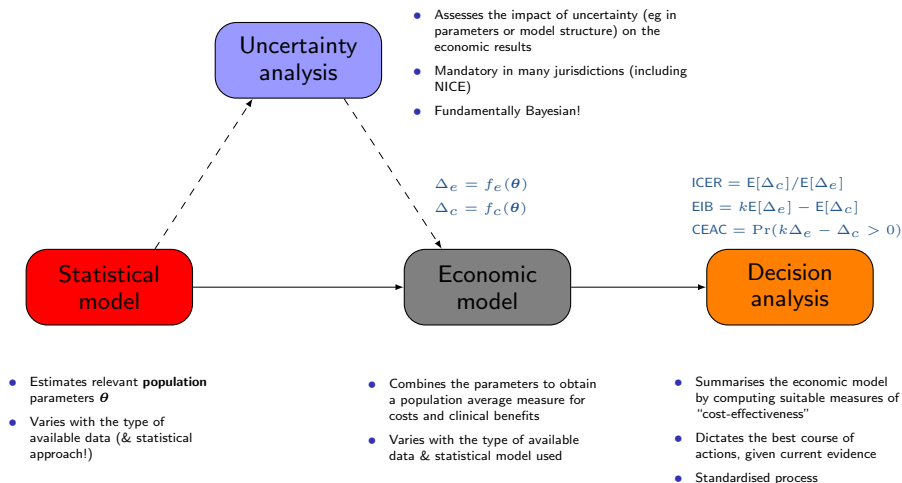 Uncertainty
analysis
• Assesses the impact of uncertainty (eg in
parameters or model structure) on the
economic results
• Mandatory in many jurisdictions (including
NICE)
• Fundamentally Bayesian!
Δe = fe(θ)
Δc = fc(θ)
ICER = E[Δc]/E[Δe]
EIB = kE[Δe] − E[Δc]
CEAC = Pr(kΔe − Δc > 0)
Statistical
model
Economic
model
Decision
analysis
• Estimates relevant population
parameters θ
• Varies with the type of
available data (& statistical
approach!)
• Combines the parameters to obtain
a population average measure for
costs and clinical benefits
• Varies with the type of available
data & statistical model used
• Summarises the economic model
by computing suitable measures of
“cost-effectiveness”
• Dictates the best course of
actions, given current evidence
• Standardised process